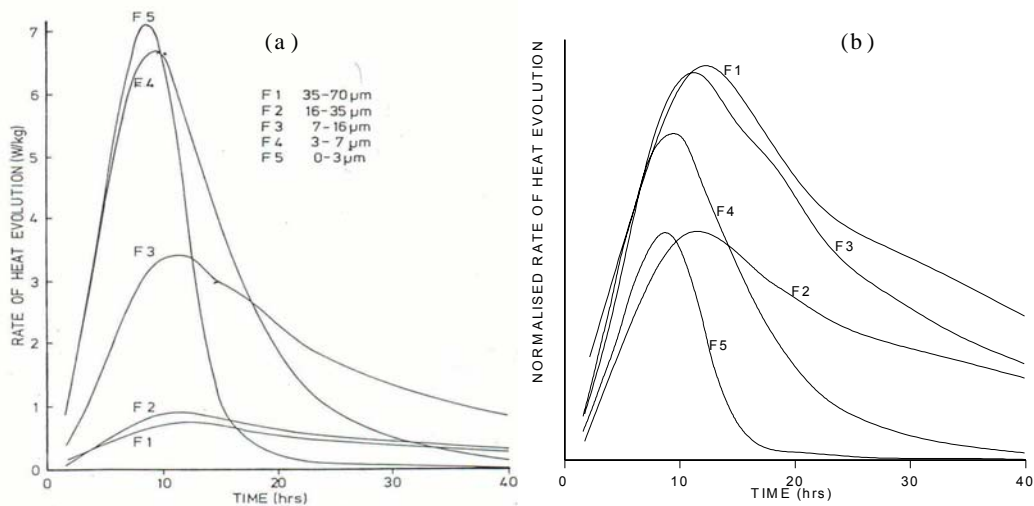 RATE OF HEAT EVOLUTION (W/kg)
7
6
5
4
3
2
1
0
F5
(a)
F4
F1 35-70µm
F2 16-35µm
F3 7-16µm
F4 3-7µm
F5 0-3µm
F3
F2
F1
0 10 20 30 40
TIME (hrs)
NORMALISED RATE OF HEAT EVOLUTION
(b)
F1
F4
F3
F2
F5
0 10 20 30 40
TIME (hrs)